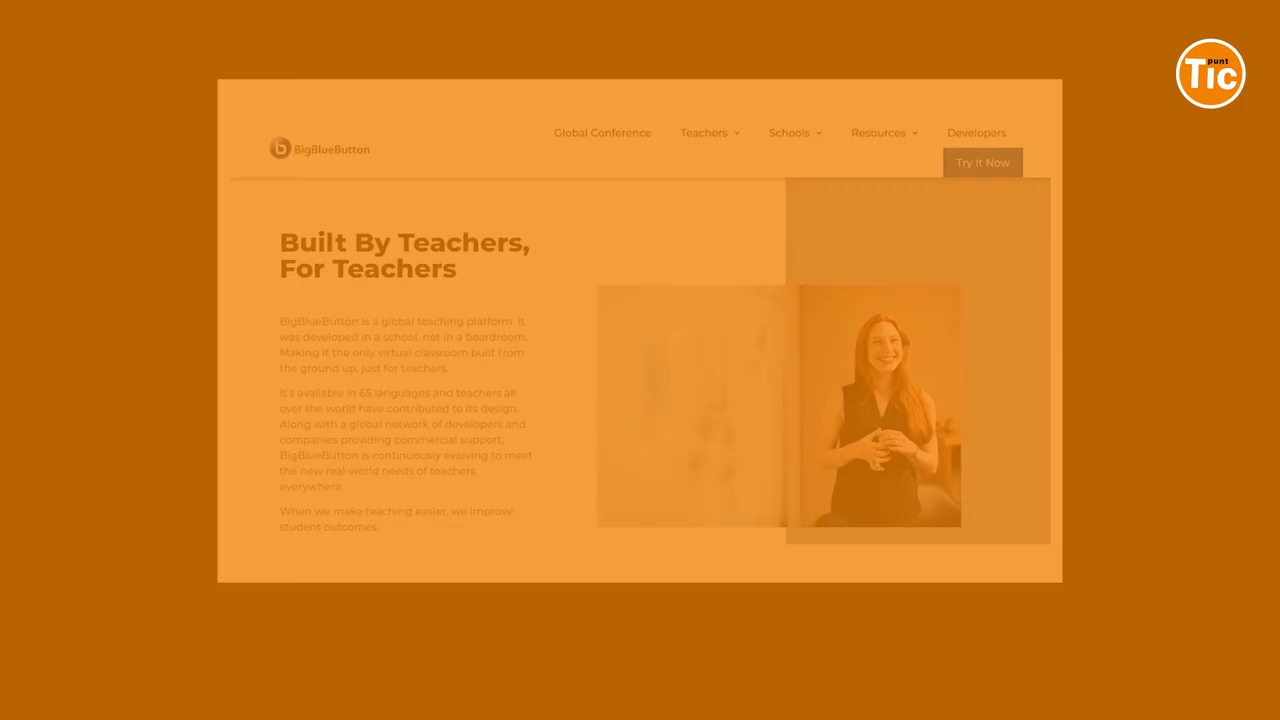 punt
Tic
BigBlueButton
Global Conference
Teachers
Schools
Resources
Developers
Try It Now
Built By Teachers,
For Teachers
BigBlueButton is a global teaching platform. It
was developed in a school, not in a boardroom.
Making it the only virtual classroom built from
the ground up, just for teachers.
It's available in 65 languages and teachers all
over the world have contributed to its design.
Along with a global network of developers and
companies providing commercial support,
BigBlueButton is continuously evolving to meet
the new real-world needs of teachers
everywhere.
When we make teaching easier, we improve
student outcomes.